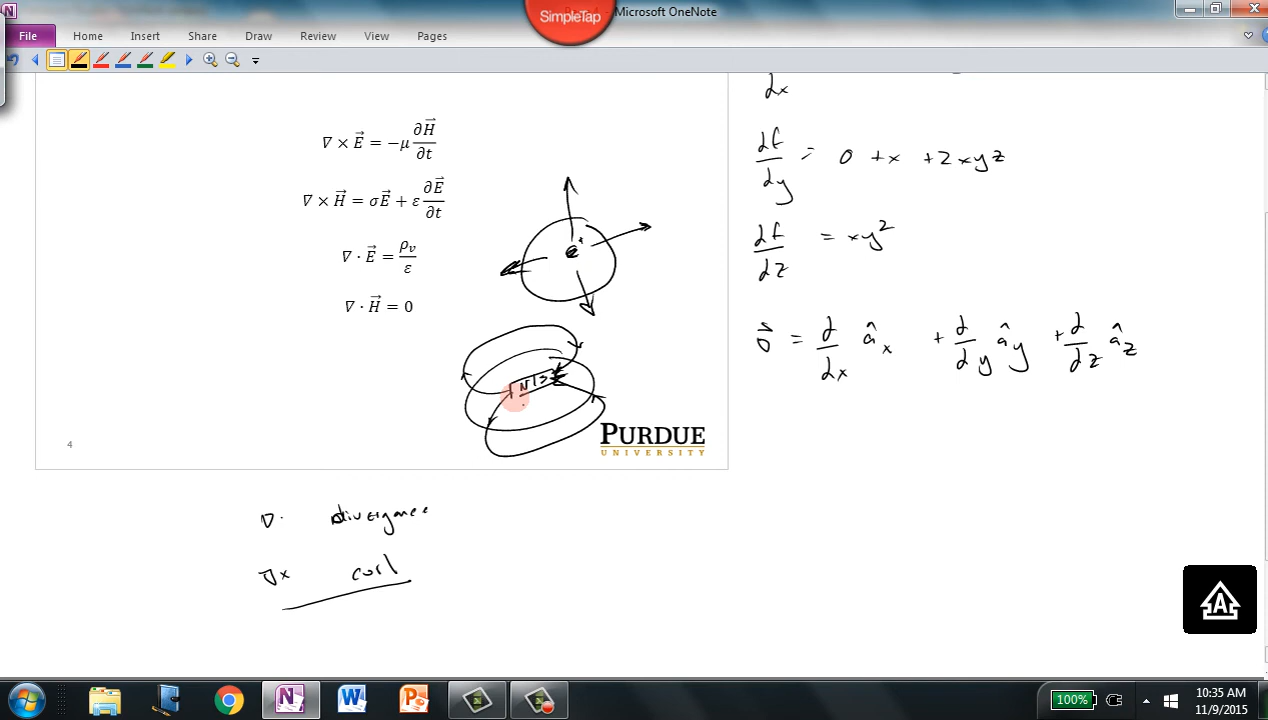 SimpleTap
- Microsoft OneNote
File Home Insert Share Draw Review View Pages
dx
∇ × E⃗ = −μ ∂H⃗/∂t
∇ × H⃗ = σE⃗ + ε ∂E⃗/∂t
∇ · E⃗ = ρᵥ/ε
∇ · H⃗ = 0
df/dy = 0 + x + 2xyz
df/dz = xy²
∇⃗ = d/dx âx + d/dy ây + d/dz âz
N S
PURDUE
UNIVERSITY
4
∇· divergence
∇× curl
A
100%
10:35 AM
11/9/2015